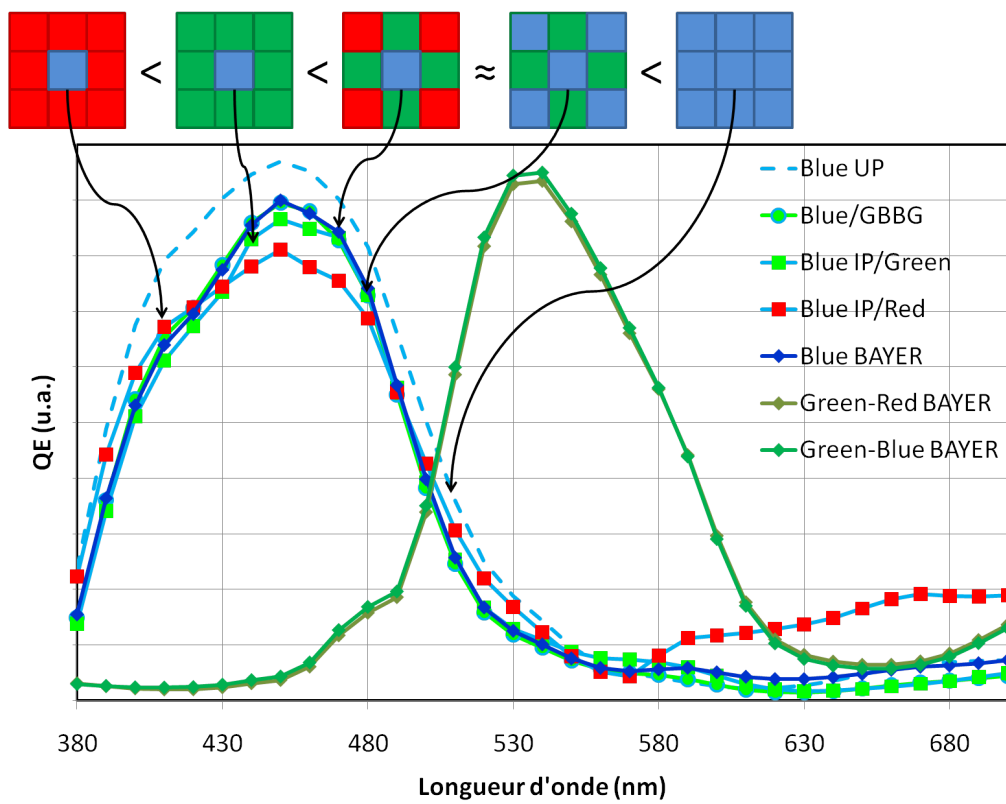 < < ≈ <
Blue UP
Blue/GBBG
Blue IP/Green
Blue IP/Red
Blue BAYER
Green-Red BAYER
Green-Blue BAYER
QE (u.a.)
380 430 480 530 580 630 680
Longueur d'onde (nm)